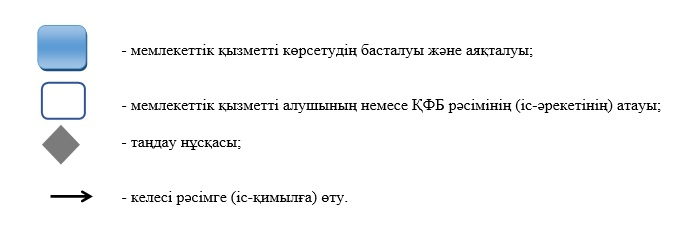 - мемлекеттік қызметті көрсетудің басталуы және аяқталуы;
- мемлекеттік қызметті алушының немесе ҚФБ рәсімінің (іс-әрекетінің) атауы;
- таңдау нұсқасы;
- келесі рәсімге (іс-қимылға) өту.